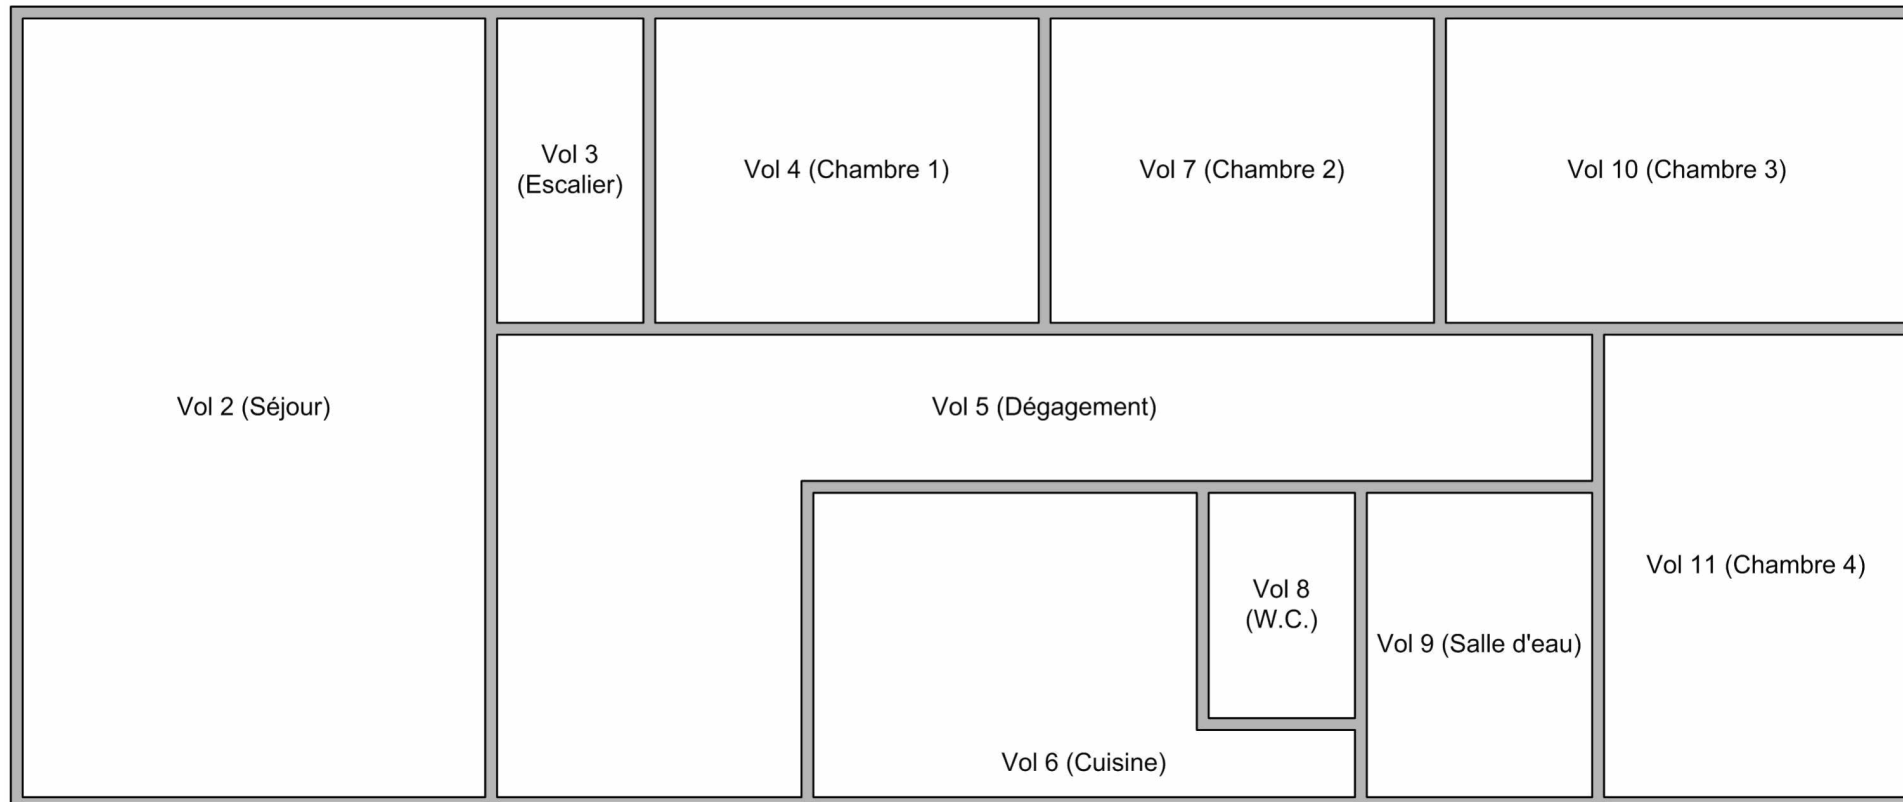 Vol 3
(Escalier)
Vol 4 (Chambre 1)
Vol 7 (Chambre 2)
Vol 10 (Chambre 3)
Vol 2 (Séjour)
Vol 5 (Dégagement)
Vol 11 (Chambre 4)
Vol 8
(W.C.)
Vol 9 (Salle d'eau)
Vol 6 (Cuisine)